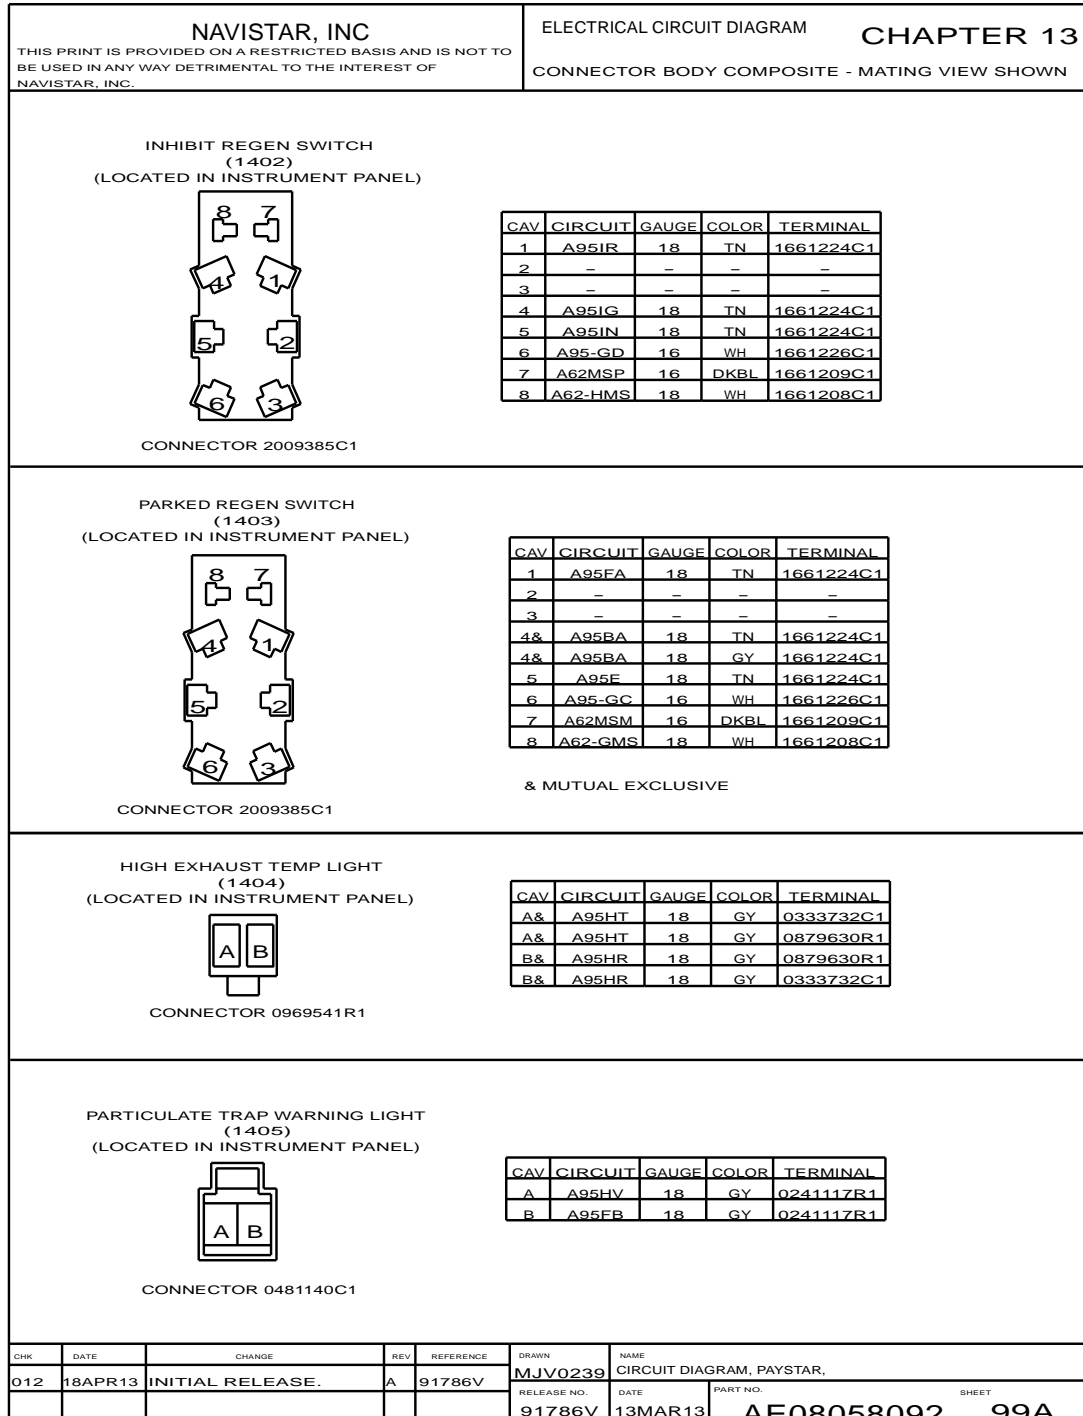 NAVISTAR, INC
THIS PRINT IS PROVIDED ON A RESTRICTED BASIS AND IS NOT TO
BE USED IN ANY WAY DETRIMENTAL TO THE INTEREST OF
NAVISTAR, INC.
ELECTRICAL CIRCUIT DIAGRAM CHAPTER 13
CONNECTOR BODY COMPOSITE - MATING VIEW SHOWN
INHIBIT REGEN SWITCH
(1402)
(LOCATED IN INSTRUMENT PANEL)
8 7
4 1
5 2
6 3
CONNECTOR 2009385C1
CAV CIRCUIT GAUGE COLOR TERMINAL
1 A95IR 18 TN 1661224C1
2 – – – –
3 – – – –
4 A95IG 18 TN 1661224C1
5 A95IN 18 TN 1661224C1
6 A95-GD 16 WH 1661226C1
7 A62MSP 16 DKBL 1661209C1
8 A62-HMS 18 WH 1661208C1
PARKED REGEN SWITCH
(1403)
(LOCATED IN INSTRUMENT PANEL)
8 7
4 1
5 2
6 3
CONNECTOR 2009385C1
CAV CIRCUIT GAUGE COLOR TERMINAL
1 A95FA 18 TN 1661224C1
2 – – – –
3 – – – –
4& A95BA 18 TN 1661224C1
4& A95BA 18 GY 1661224C1
5 A95E 18 TN 1661224C1
6 A95-GC 16 WH 1661226C1
7 A62MSM 16 DKBL 1661209C1
8 A62-GMS 18 WH 1661208C1
& MUTUAL EXCLUSIVE
HIGH EXHAUST TEMP LIGHT
(1404)
(LOCATED IN INSTRUMENT PANEL)
A B
CONNECTOR 0969541R1
CAV CIRCUIT GAUGE COLOR TERMINAL
A& A95HT 18 GY 0333732C1
A& A95HT 18 GY 0879630R1
B& A95HR 18 GY 0879630R1
B& A95HR 18 GY 0333732C1
PARTICULATE TRAP WARNING LIGHT
(1405)
(LOCATED IN INSTRUMENT PANEL)
A B
CONNECTOR 0481140C1
CAV CIRCUIT GAUGE COLOR TERMINAL
A A95HV 18 GY 0241117R1
B A95FB 18 GY 0241117R1
CHK DATE CHANGE REV REFERENCE
012 18APR13 INITIAL RELEASE. A 91786V
DRAWN
MJV0239
NAME
CIRCUIT DIAGRAM, PAYSTAR,
RELEASE NO.
91786V
DATE
13MAR13
PART NO.
AE08058092
SHEET
99A